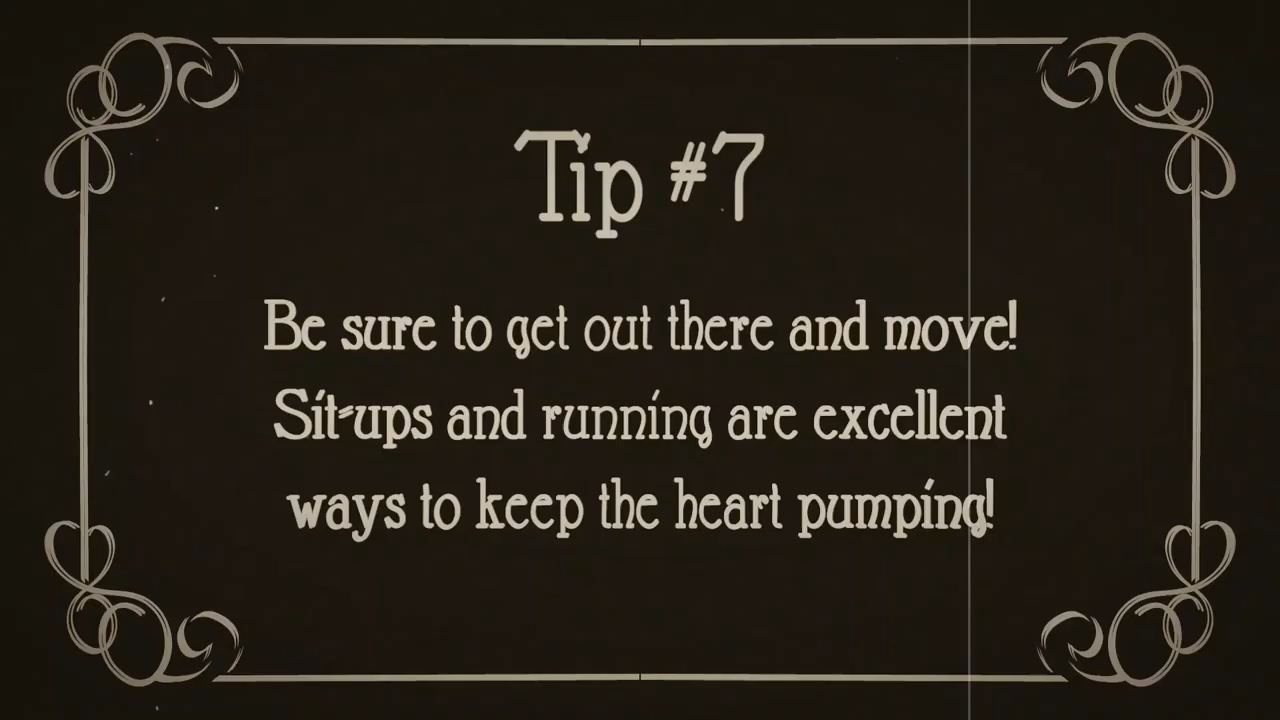 Tip #7
Be sure to get out there and move!
Sit-ups and running are excellent
ways to keep the heart pumping!